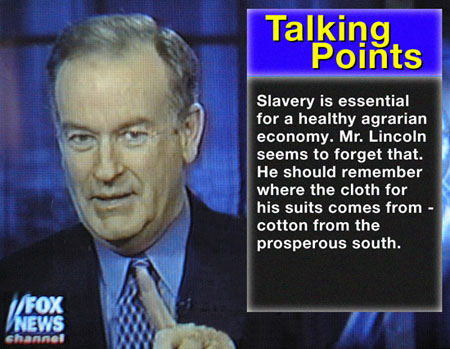 Talking
Points
Slavery is essential
for a healthy agrarian
economy. Mr. Lincoln
seems to forget that.
He should remember
where the cloth for
his suits comes from -
cotton from the
prosperous south.
FOX
NEWS
channel